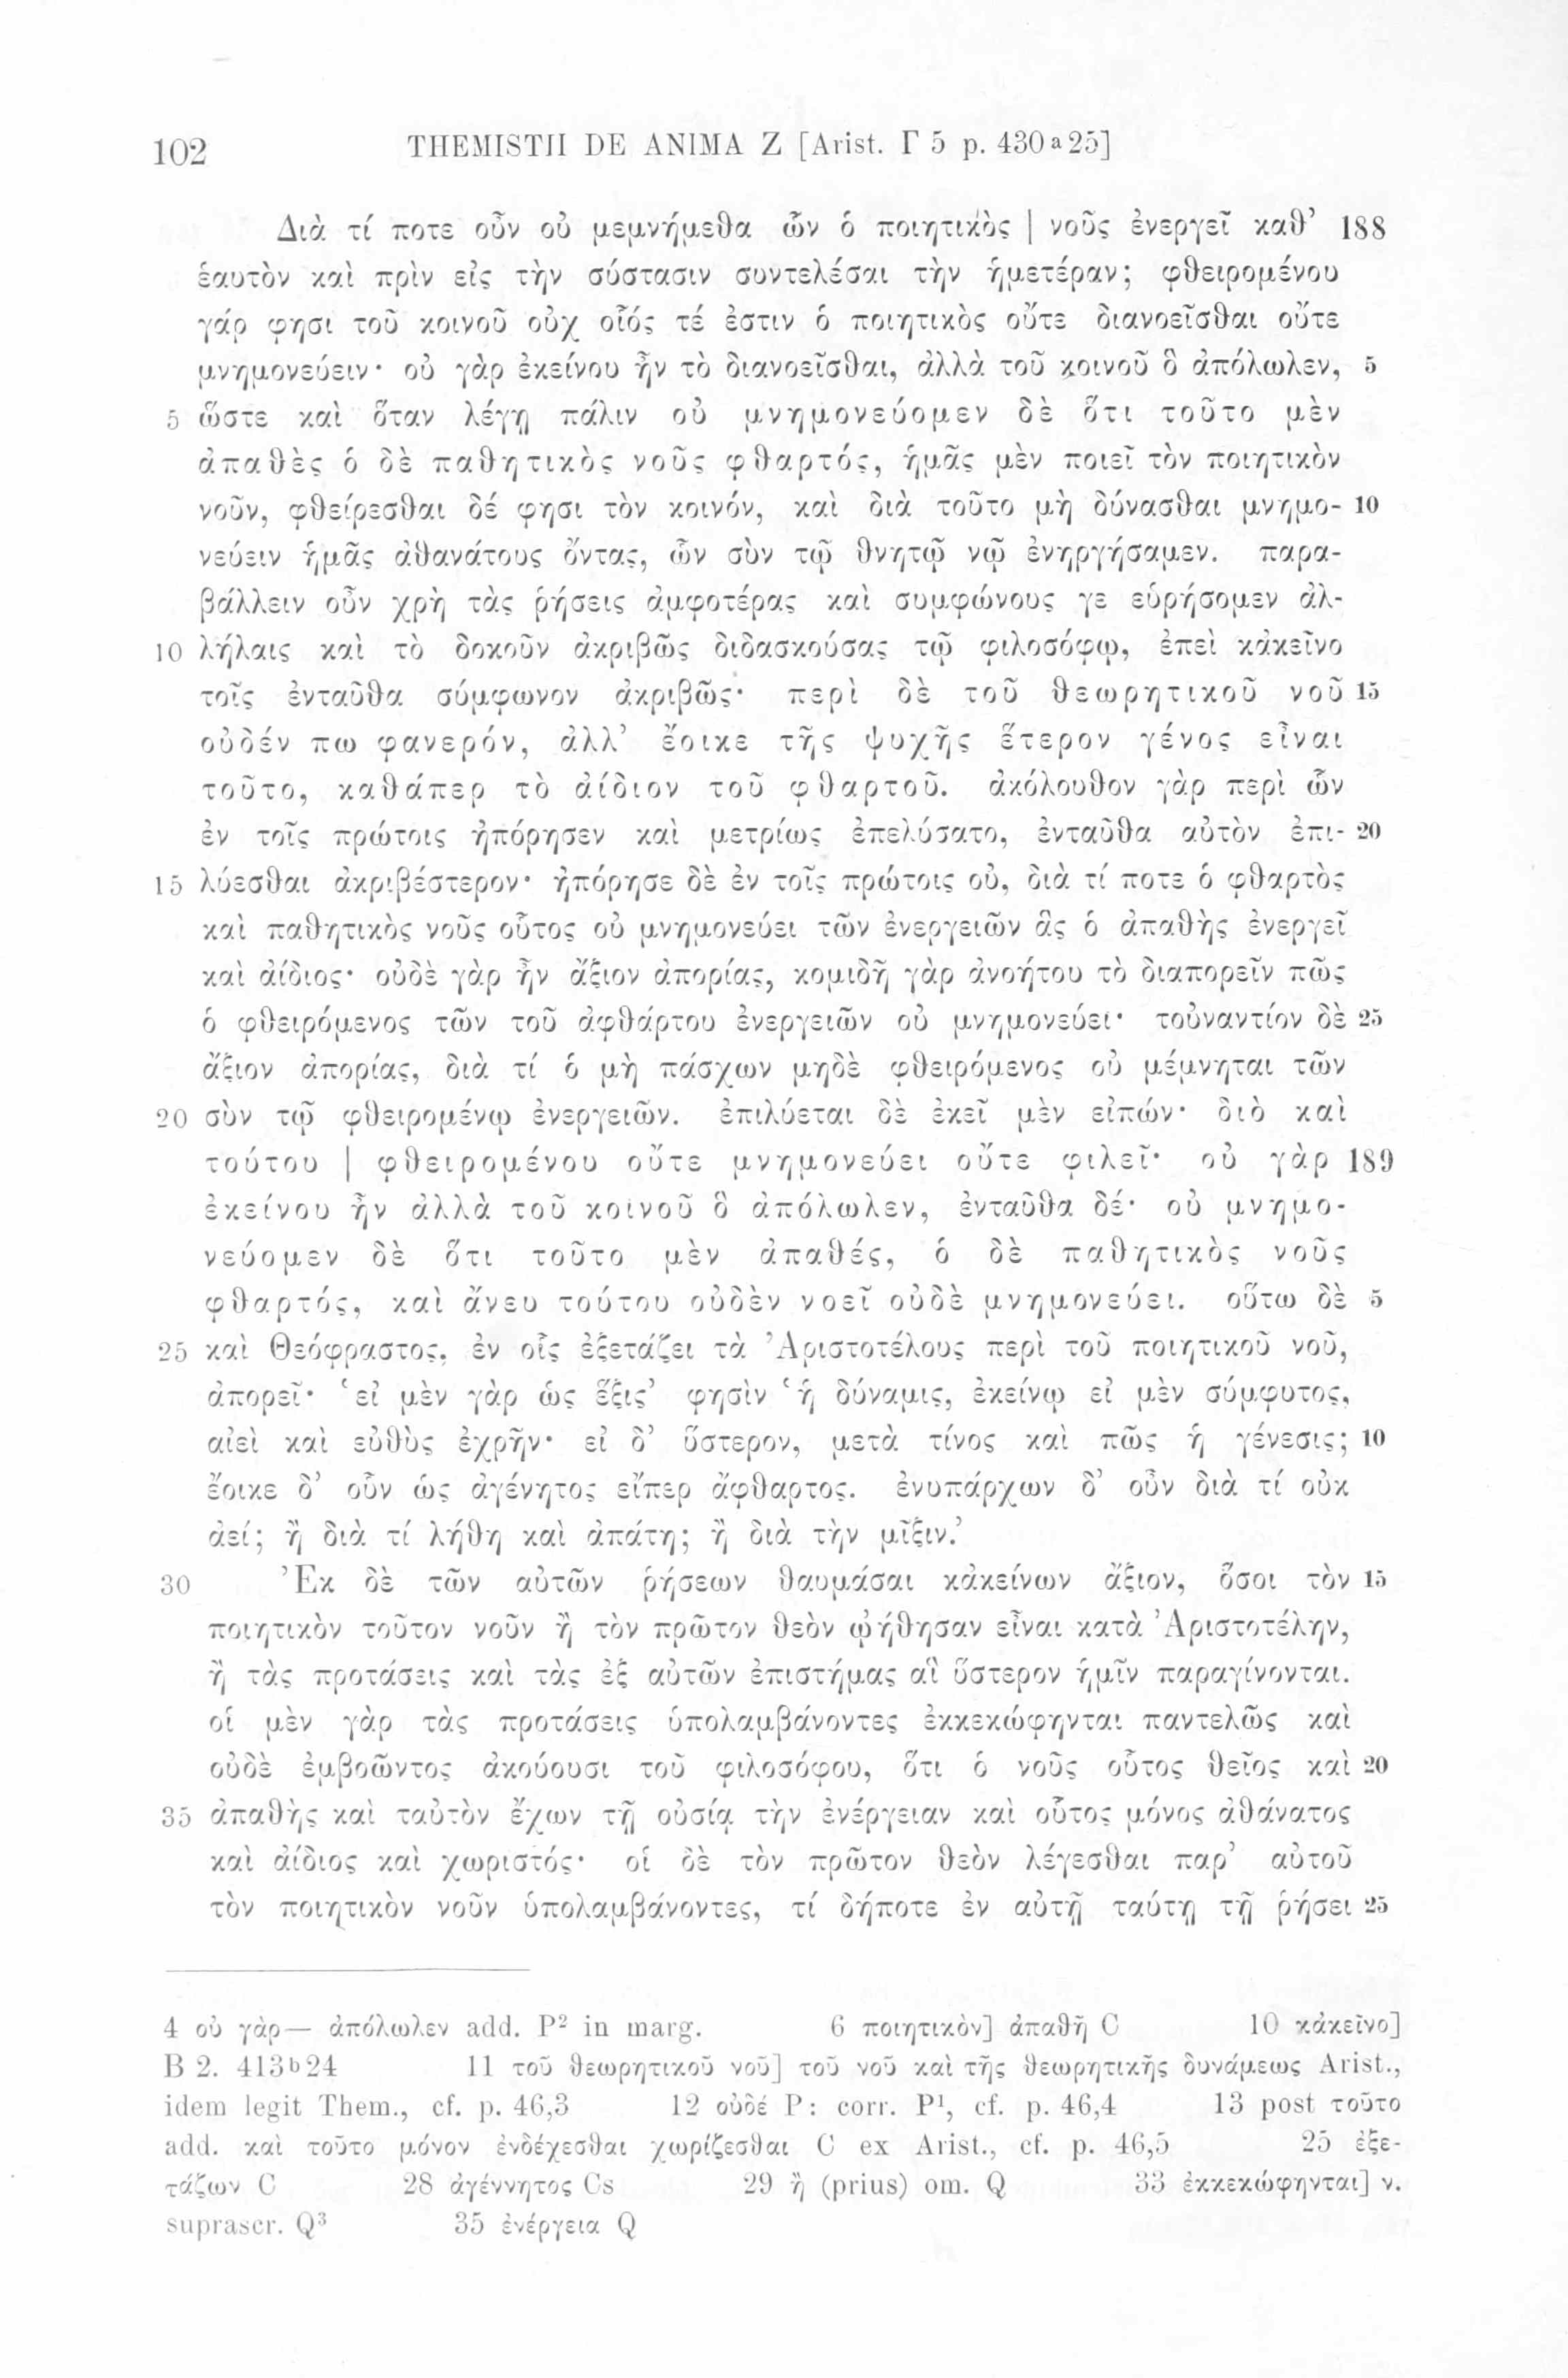 102 THEMISTII DE ANIMA Z [Arist. Γ 5 p. 430 a 25]
Διὰ τί ποτε οὖν οὐ μεμνήμεθα ὧν ὁ ποιητικὸς | νοῦς ἐνεργεῖ καθ’ 188
ἑαυτὸν καὶ πρὶν εἰς τὴν σύστασιν συντελέσαι τὴν ἡμετέραν; φθειρομένου
γάρ φησι τοῦ κοινοῦ οὐχ οἷός τέ ἐστιν ὁ ποιητικὸς οὔτε διανοεῖσθαι οὔτε
μνημονεύειν· οὐ γὰρ ἐκείνου ἦν τὸ διανοεῖσθαι, ἀλλὰ τοῦ κοινοῦ ὃ ἀπόλωλεν, 5
5 ὥστε καὶ ὅταν λέγῃ πάλιν οὐ μνημονεύομεν δὲ ὅτι τοῦτο μὲν
ἀπαθὲς ὁ δὲ παθητικὸς νοῦς φθαρτός, ἡμᾶς μὲν ποιεῖ τὸν ποιητικὸν
νοῦν, φθείρεσθαι δέ φησι τὸν κοινόν, καὶ διὰ τοῦτο μὴ δύνασθαι μνημο- 10
νεύειν ἡμᾶς ἀθανάτους ὄντας, ὧν σὺν τῷ θνητῷ νῷ ἐνηργήσαμεν. παρα-
βάλλειν οὖν χρὴ τὰς ῥήσεις ἀμφοτέρας καὶ συμφώνους γε εὑρήσομεν ἀλ-
10 λήλαις καὶ τὸ δοκοῦν ἀκριβῶς διδασκούσας τῷ φιλοσόφῳ, ἐπεὶ κἀκεῖνο
τοῖς ἐνταῦθα σύμφωνον ἀκριβῶς· περὶ δὲ τοῦ θεωρητικοῦ νοῦ 15
οὐδέν πω φανερόν, ἀλλ’ ἔοικε τῆς ψυχῆς ἕτερον γένος εἶναι
τοῦτο, καθάπερ τὸ ἀίδιον τοῦ φθαρτοῦ. ἀκόλουθον γὰρ περὶ ὧν
ἐν τοῖς πρώτοις ἠπόρησεν καὶ μετρίως ἐπελύσατο, ἐνταῦθα αὐτὸν ἐπι- 20
15 λύεσθαι ἀκριβέστερον· ἠπόρησε δὲ ἐν τοῖς πρώτοις οὐ, διὰ τί ποτε ὁ φθαρτὸς
καὶ παθητικὸς νοῦς οὗτος οὐ μνημονεύει τῶν ἐνεργειῶν ἃς ὁ ἀπαθὴς ἐνεργεῖ
καὶ ἀίδιος· οὐδὲ γὰρ ἦν ἄξιον ἀπορίας, κομιδῇ γὰρ ἀνοήτου τὸ διαπορεῖν πῶς
ὁ φθειρόμενος τῶν τοῦ ἀφθάρτου ἐνεργειῶν οὐ μνημονεύει· τοὐναντίον δὲ 25
ἄξιον ἀπορίας, διὰ τί ὁ μὴ πάσχων μηδὲ φθειρόμενος οὐ μέμνηται τῶν
20 σὺν τῷ φθειρομένῳ ἐνεργειῶν. ἐπιλύεται δὲ ἐκεῖ μὲν εἰπών· διὸ καὶ
τούτου | φθειρομένου οὔτε μνημονεύει οὔτε φιλεῖ· οὐ γὰρ 189
ἐκείνου ἦν ἀλλὰ τοῦ κοινοῦ ὃ ἀπόλωλεν, ἐνταῦθα δέ· οὐ μνημο-
νεύομεν δὲ ὅτι τοῦτο μὲν ἀπαθές, ὁ δὲ παθητικὸς νοῦς
φθαρτός, καὶ ἄνευ τούτου οὐδὲν νοεῖ οὐδὲ μνημονεύει. οὕτω δὲ 5
25 καὶ Θεόφραστος, ἐν οἷς ἐξετάζει τὰ Ἀριστοτέλους περὶ τοῦ ποιητικοῦ νοῦ,
ἀπορεῖ· ‘εἰ μὲν γὰρ ὡς ἕξις’ φησὶν ‘ἡ δύναμις, ἐκείνῳ εἰ μὲν σύμφυτος,
αἰεὶ καὶ εὐθὺς ἐχρῆν· εἰ δ’ ὕστερον, μετὰ τίνος καὶ πῶς ἡ γένεσις; 10
ἔοικε δ’ οὖν ὡς ἀγένητος εἴπερ ἄφθαρτος. ἐνυπάρχων δ’ οὖν διὰ τί οὐκ
ἀεί; ἢ διὰ τί λήθη καὶ ἀπάτη; ἢ διὰ τὴν μῖξιν.’
30 Ἐκ δὲ τῶν αὐτῶν ῥήσεων θαυμάσαι κἀκείνων ἄξιον, ὅσοι τὸν 15
ποιητικὸν τοῦτον νοῦν ἢ τὸν πρῶτον θεὸν ᾠήθησαν εἶναι κατὰ Ἀριστοτέλην,
ἢ τὰς προτάσεις καὶ τὰς ἐξ αὐτῶν ἐπιστήμας αἳ ὕστερον ἡμῖν παραγίνονται.
οἱ μὲν γὰρ τὰς προτάσεις ὑπολαμβάνοντες ἐκκεκώφηνται παντελῶς καὶ
οὐδὲ ἐμβοῶντος ἀκούουσι τοῦ φιλοσόφου, ὅτι ὁ νοῦς οὗτος θεῖος καὶ 20
35 ἀπαθὴς καὶ ταὐτὸν ἔχων τῇ οὐσίᾳ τὴν ἐνέργειαν καὶ οὗτος μόνος ἀθάνατος
καὶ ἀίδιος καὶ χωριστός· οἱ δὲ τὸν πρῶτον θεὸν λέγεσθαι παρ’ αὐτοῦ
τὸν ποιητικὸν νοῦν ὑπολαμβάνοντες, τί δήποτε ἐν αὐτῇ ταύτῃ τῇ ῥήσει 25
4 οὐ γὰρ— ἀπόλωλεν add. P² in marg. 6 ποιητικὸν] ἀπαθῆ C 10 κἀκεῖνο]
B 2. 413 b 24 11 τοῦ θεωρητικοῦ νοῦ] τοῦ νοῦ καὶ τῆς θεωρητικῆς δυνάμεως Arist.,
idem legit Them., cf. p. 46,3 12 οὐδέ P: corr. P¹, cf. p. 46,4 13 post τοῦτο
add. καὶ τοῦτο μόνον ἐνδέχεσθαι χωρίζεσθαι C ex Arist., cf. p. 46,5 25 ἐξε-
τάζων C 28 ἀγέννητος Cs 29 ἢ (prius) om. Q 33 ἐκκεκώφηνται] ν.
suprascr. Q³ 35 ἐνέργεια Q